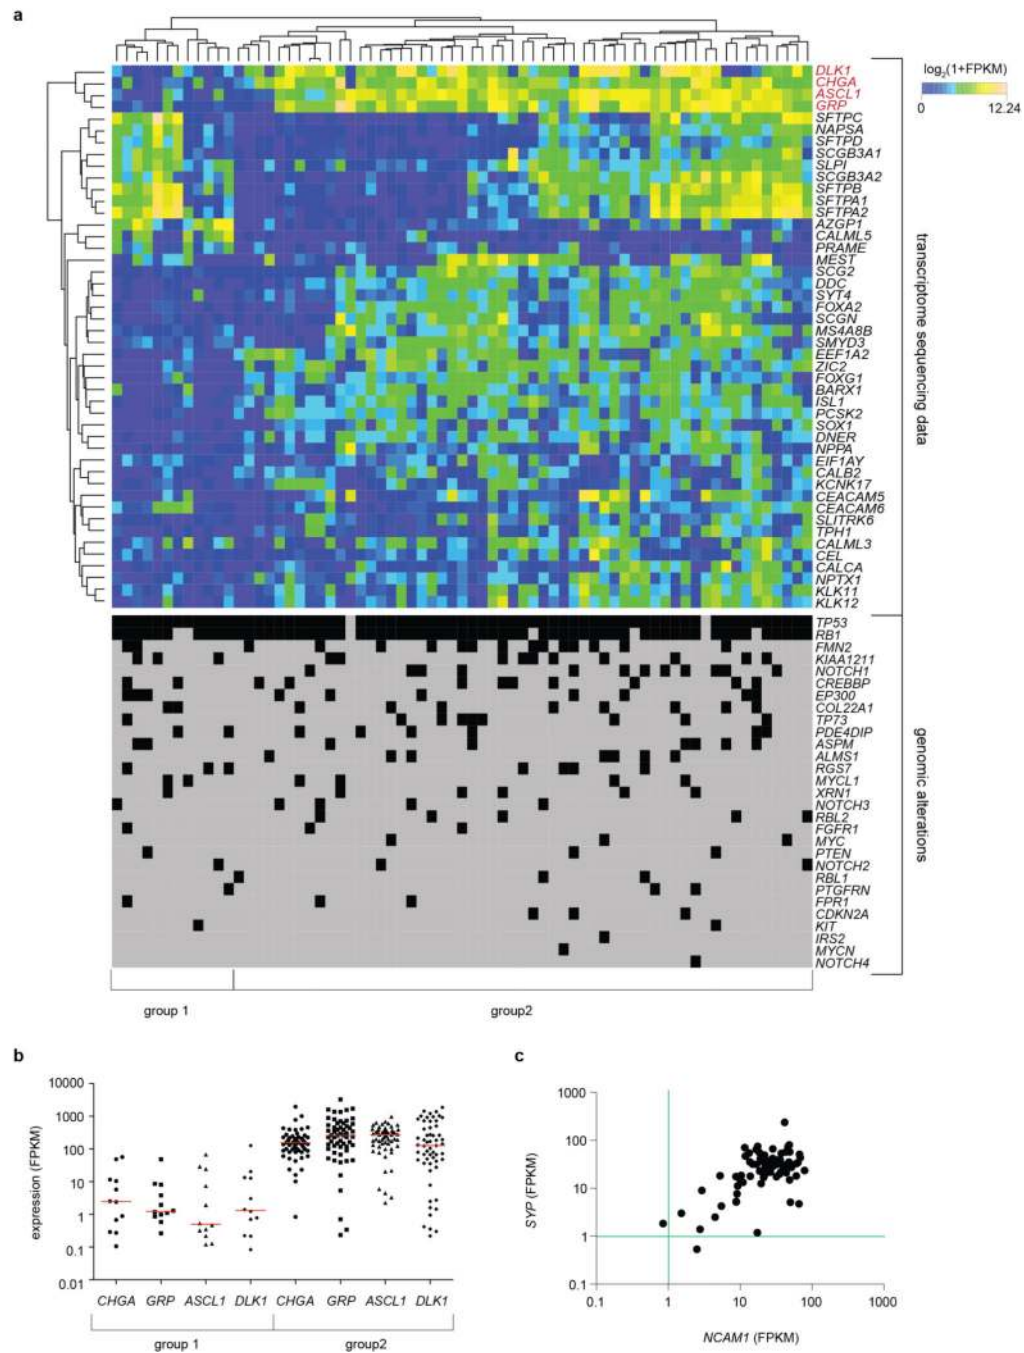 a
log2(1+FPKM)
0 12.24
DLK1
CHGA
ASCL1
GRP
SFTPC
NAPSA
SFTPD
SCGB3A1
SLPI
SCGB3A2
SFTPB
SFTPA1
SFTPA2
AZGP1
CALML5
PRAME
MEST
SCG2
DDC
SYT4
FOXA2
SCGN
MS4A8B
SMYD3
EEF1A2
ZIC2
FOXG1
BARX1
ISL1
PCSK2
SOX1
DNER
NPPA
EIF1AY
CALB2
KCNK17
CEACAM5
CEACAM6
SLITRK6
TPH1
CALML3
CEL
CALCA
NPTX1
KLK11
KLK12
transcriptome sequencing data
TP53
RB1
FMN2
KIAA1211
NOTCH1
CREBBP
EP300
COL22A1
TP73
PDE4DIP
ASPM
ALMS1
RGS7
MYCL1
XRN1
NOTCH3
RBL2
FGFR1
MYC
PTEN
NOTCH2
RBL1
PTGFRN
FPR1
CDKN2A
KIT
IRS2
MYCN
NOTCH4
genomic alterations
group 1 group2
b
expression (FPKM)
10000
1000
100
10
1
0.1
0.01
CHGA GRP ASCL1 DLK1 CHGA GRP ASCL1 DLK1
group 1 group2
c
SYP (FPKM)
1000
100
10
1
0.1
0.1 1 10 100 1000
NCAM1 (FPKM)